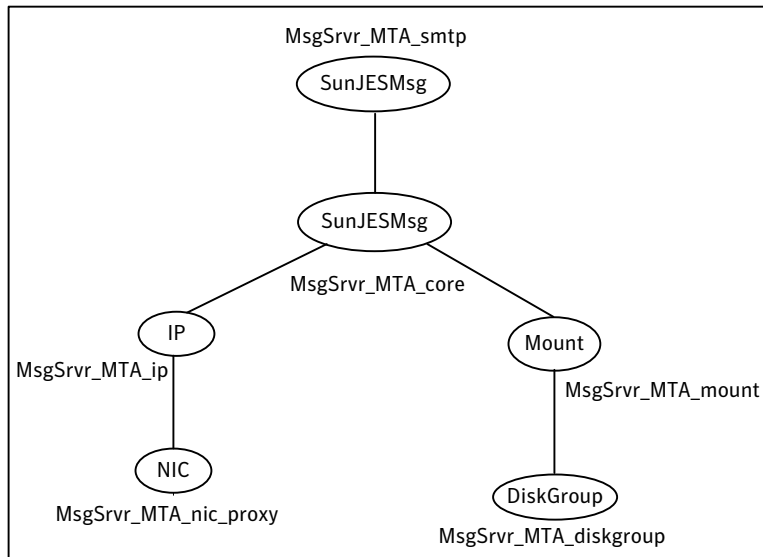 MsgSrvr_MTA_smtp
SunJESMsg
SunJESMsg
MsgSrvr_MTA_core
IP
MsgSrvr_MTA_ip
Mount
MsgSrvr_MTA_mount
NIC
MsgSrvr_MTA_nic_proxy
DiskGroup
MsgSrvr_MTA_diskgroup